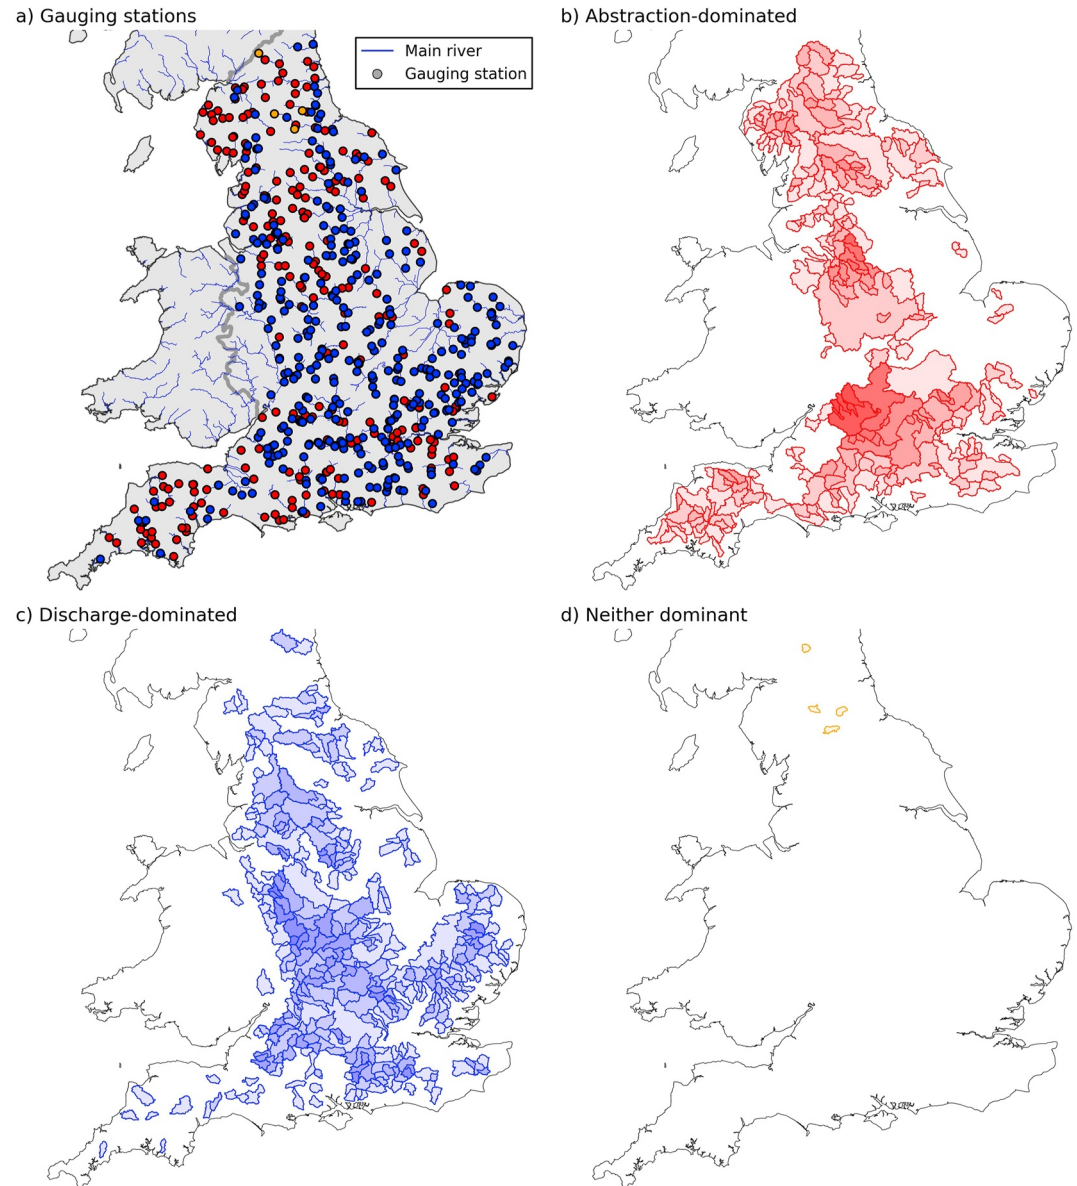 a) Gauging stations
Main river
Gauging station
b) Abstraction-dominated
c) Discharge-dominated
d) Neither dominant